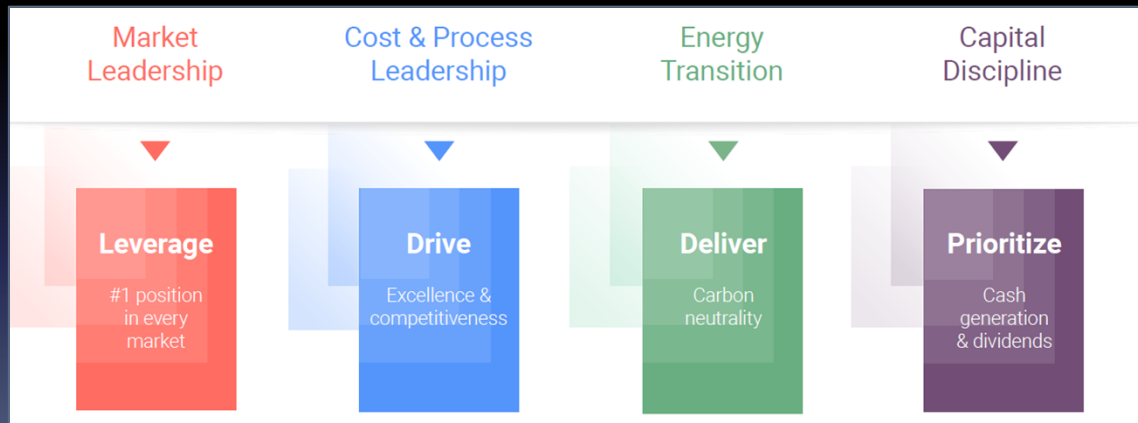 Market
Leadership
Cost & Process
Leadership
Energy
Transition
Capital
Discipline
Leverage
#1 position
in every
market
Drive
Excellence &
competitiveness
Deliver
Carbon
neutrality
Prioritize
Cash
generation
& dividends